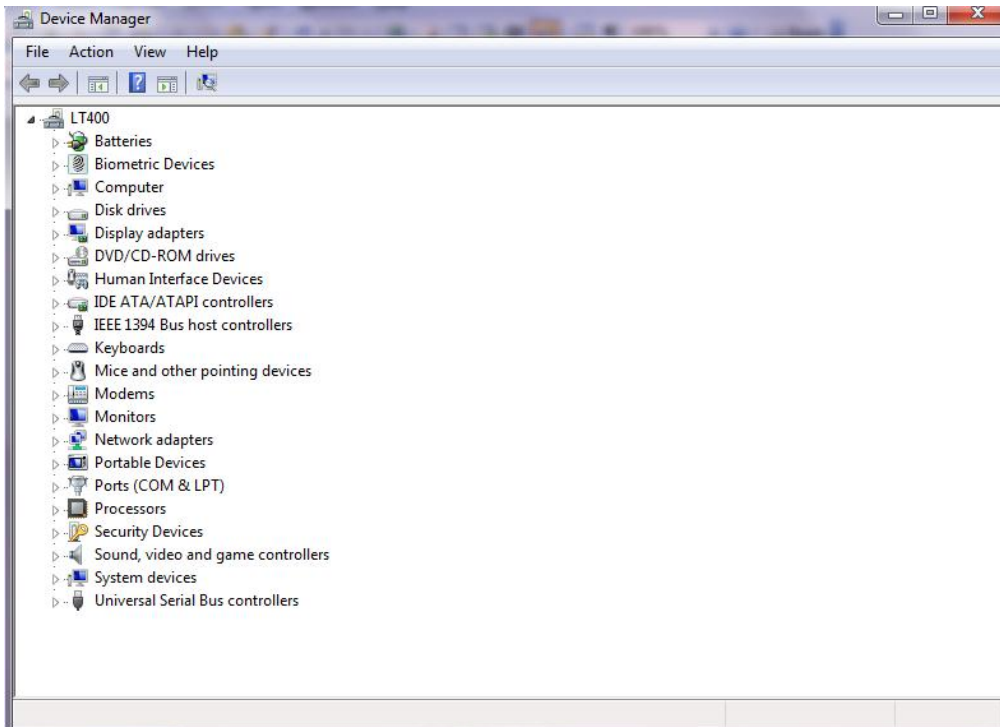 Device Manager
File Action View Help
LT400
Batteries
Biometric Devices
Computer
Disk drives
Display adapters
DVD/CD-ROM drives
Human Interface Devices
IDE ATA/ATAPI controllers
IEEE 1394 Bus host controllers
Keyboards
Mice and other pointing devices
Modems
Monitors
Network adapters
Portable Devices
Ports (COM & LPT)
Processors
Security Devices
Sound, video and game controllers
System devices
Universal Serial Bus controllers